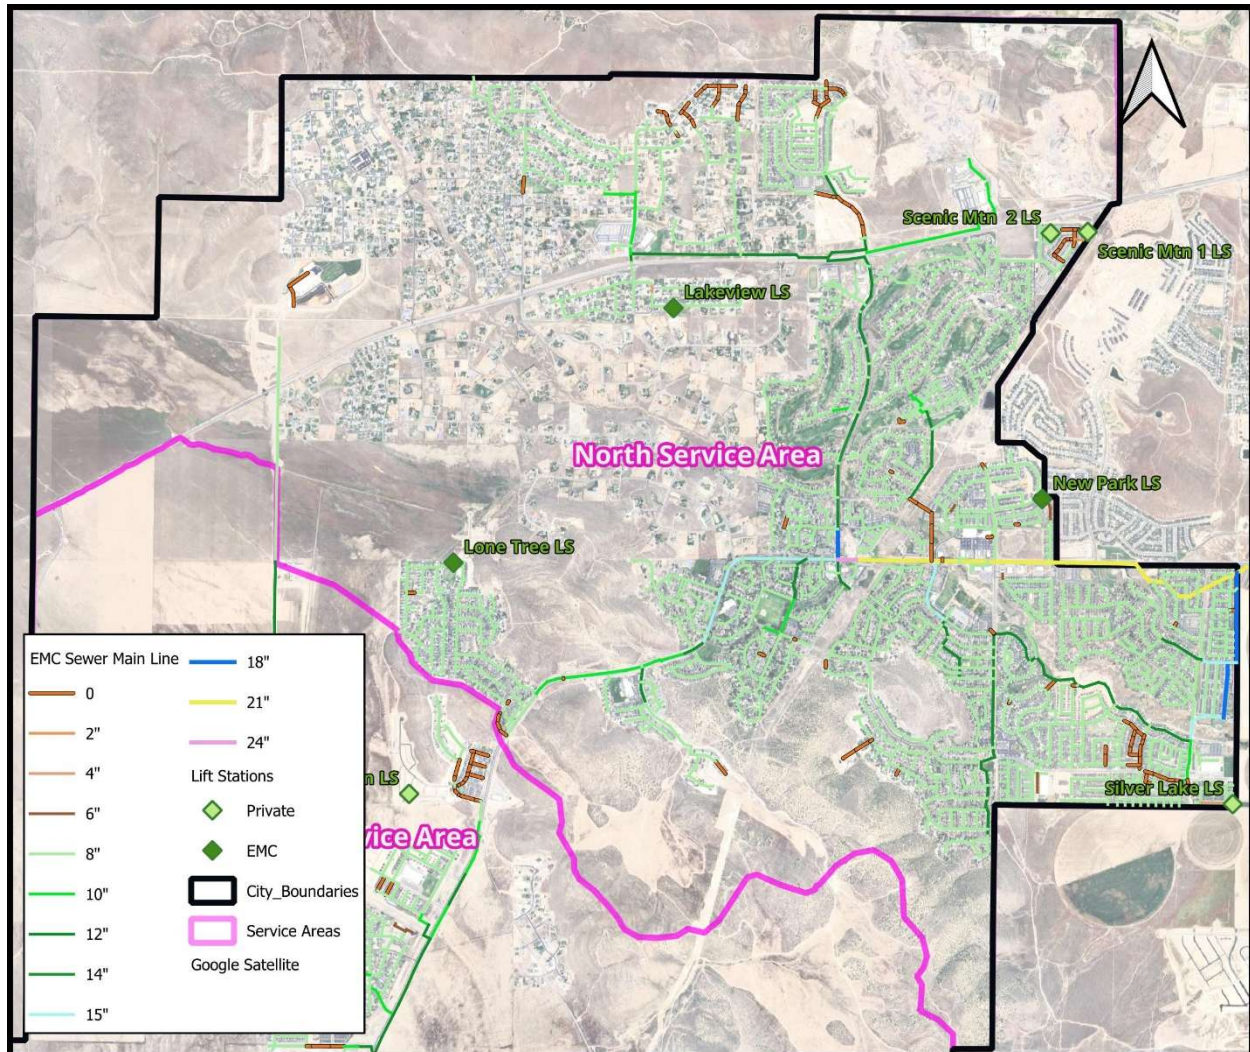 Scenic Mtn 2 LS
Scenic Mtn 1 LS
Lakeview LS
North Service Area
New Park LS
Lone Tree LS
n LS
vice Area
Silver Lake LS
EMC Sewer Main Line
0
2"
4"
6"
8"
10"
12"
14"
15"
18"
21"
24"
Lift Stations
Private
EMC
City_Boundaries
Service Areas
Google Satellite